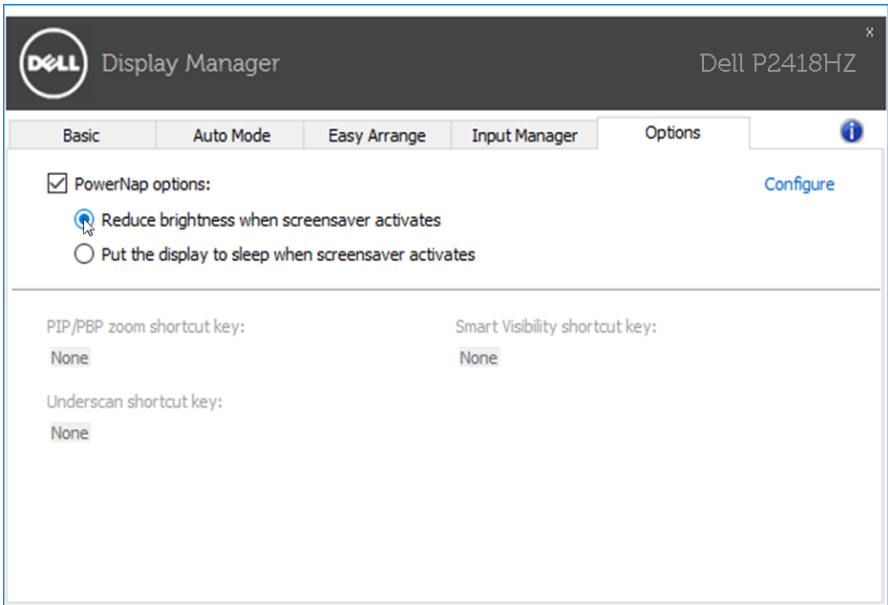 x
DELL Display Manager Dell P2418HZ
Basic Auto Mode Easy Arrange Input Manager Options i
PowerNap options: Configure
Reduce brightness when screensaver activates
Put the display to sleep when screensaver activates
PIP/PBP zoom shortcut key: Smart Visibility shortcut key:
None None
Underscan shortcut key:
None